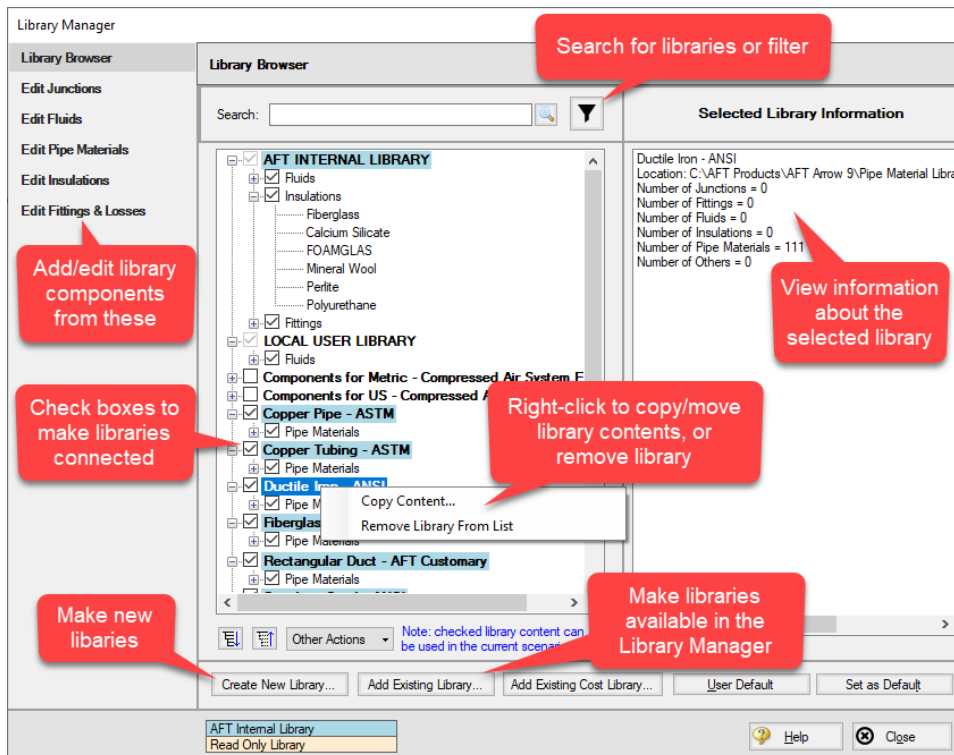 Library Manager
Library Browser
Edit Junctions
Edit Fluids
Edit Pipe Materials
Edit Insulations
Edit Fittings & Losses
Add/edit library
components
from these
Check boxes to
make libraries
connected
Make new
libaries
Library Browser
Search for libraries or filter
Search:
AFT INTERNAL LIBRARY
Fluids
Insulations
Fiberglass
Calcium Silicate
FOAMGLAS
Mineral Wool
Perlite
Polyurethane
Fittings
LOCAL USER LIBRARY
Fluids
Components for Metric - Compressed Air System E
Components for US - Compressed A
Copper Pipe - ASTM
Pipe Materials
Copper Tubing - ASTM
Pipe Materials
Ductile Iron - ANSI
Pipe M
Fiberglas
Pipe Materials
Rectangular Duct - AFT Customary
Pipe Materials
Right-click to copy/move
library contents, or
remove library
Copy Content...
Remove Library From List
Selected Library Information
Ductile Iron - ANSI
Location: C:\AFT Products\AFT Arrow 9\Pipe Material Libra
Number of Junctions = 0
Number of Fittings = 0
Number of Fluids = 0
Number of Insulations = 0
Number of Pipe Materials = 111
Number of Others = 0
View information
about the
selected library
Make libraries
available in the
Library Manager
Other Actions
Note: checked library content can
be used in the current scenari
Create New Library...
Add Existing Library...
Add Existing Cost Library...
User Default
Set as Default
AFT Internal Library
Read Only Library
Help
Close